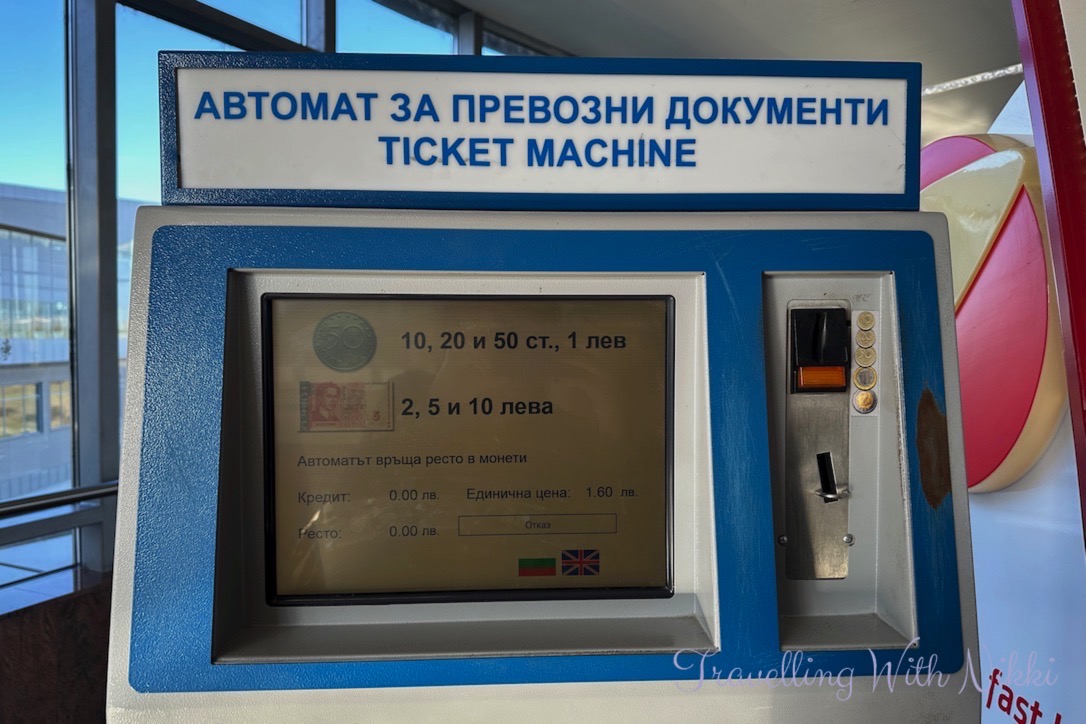 АВТОМАТ ЗА ПРЕВОЗНИ ДОКУМЕНТИ
TICKET MACHINE
10, 20 и 50 ст., 1 лев
2, 5 и 10 лева
Автоматът връща ресто в монети
Кредит: 0.00 лв. Единична цена: 1.60 лв.
Ресто: 0.00 лв. Отказ
Travelling With Nikki
fast